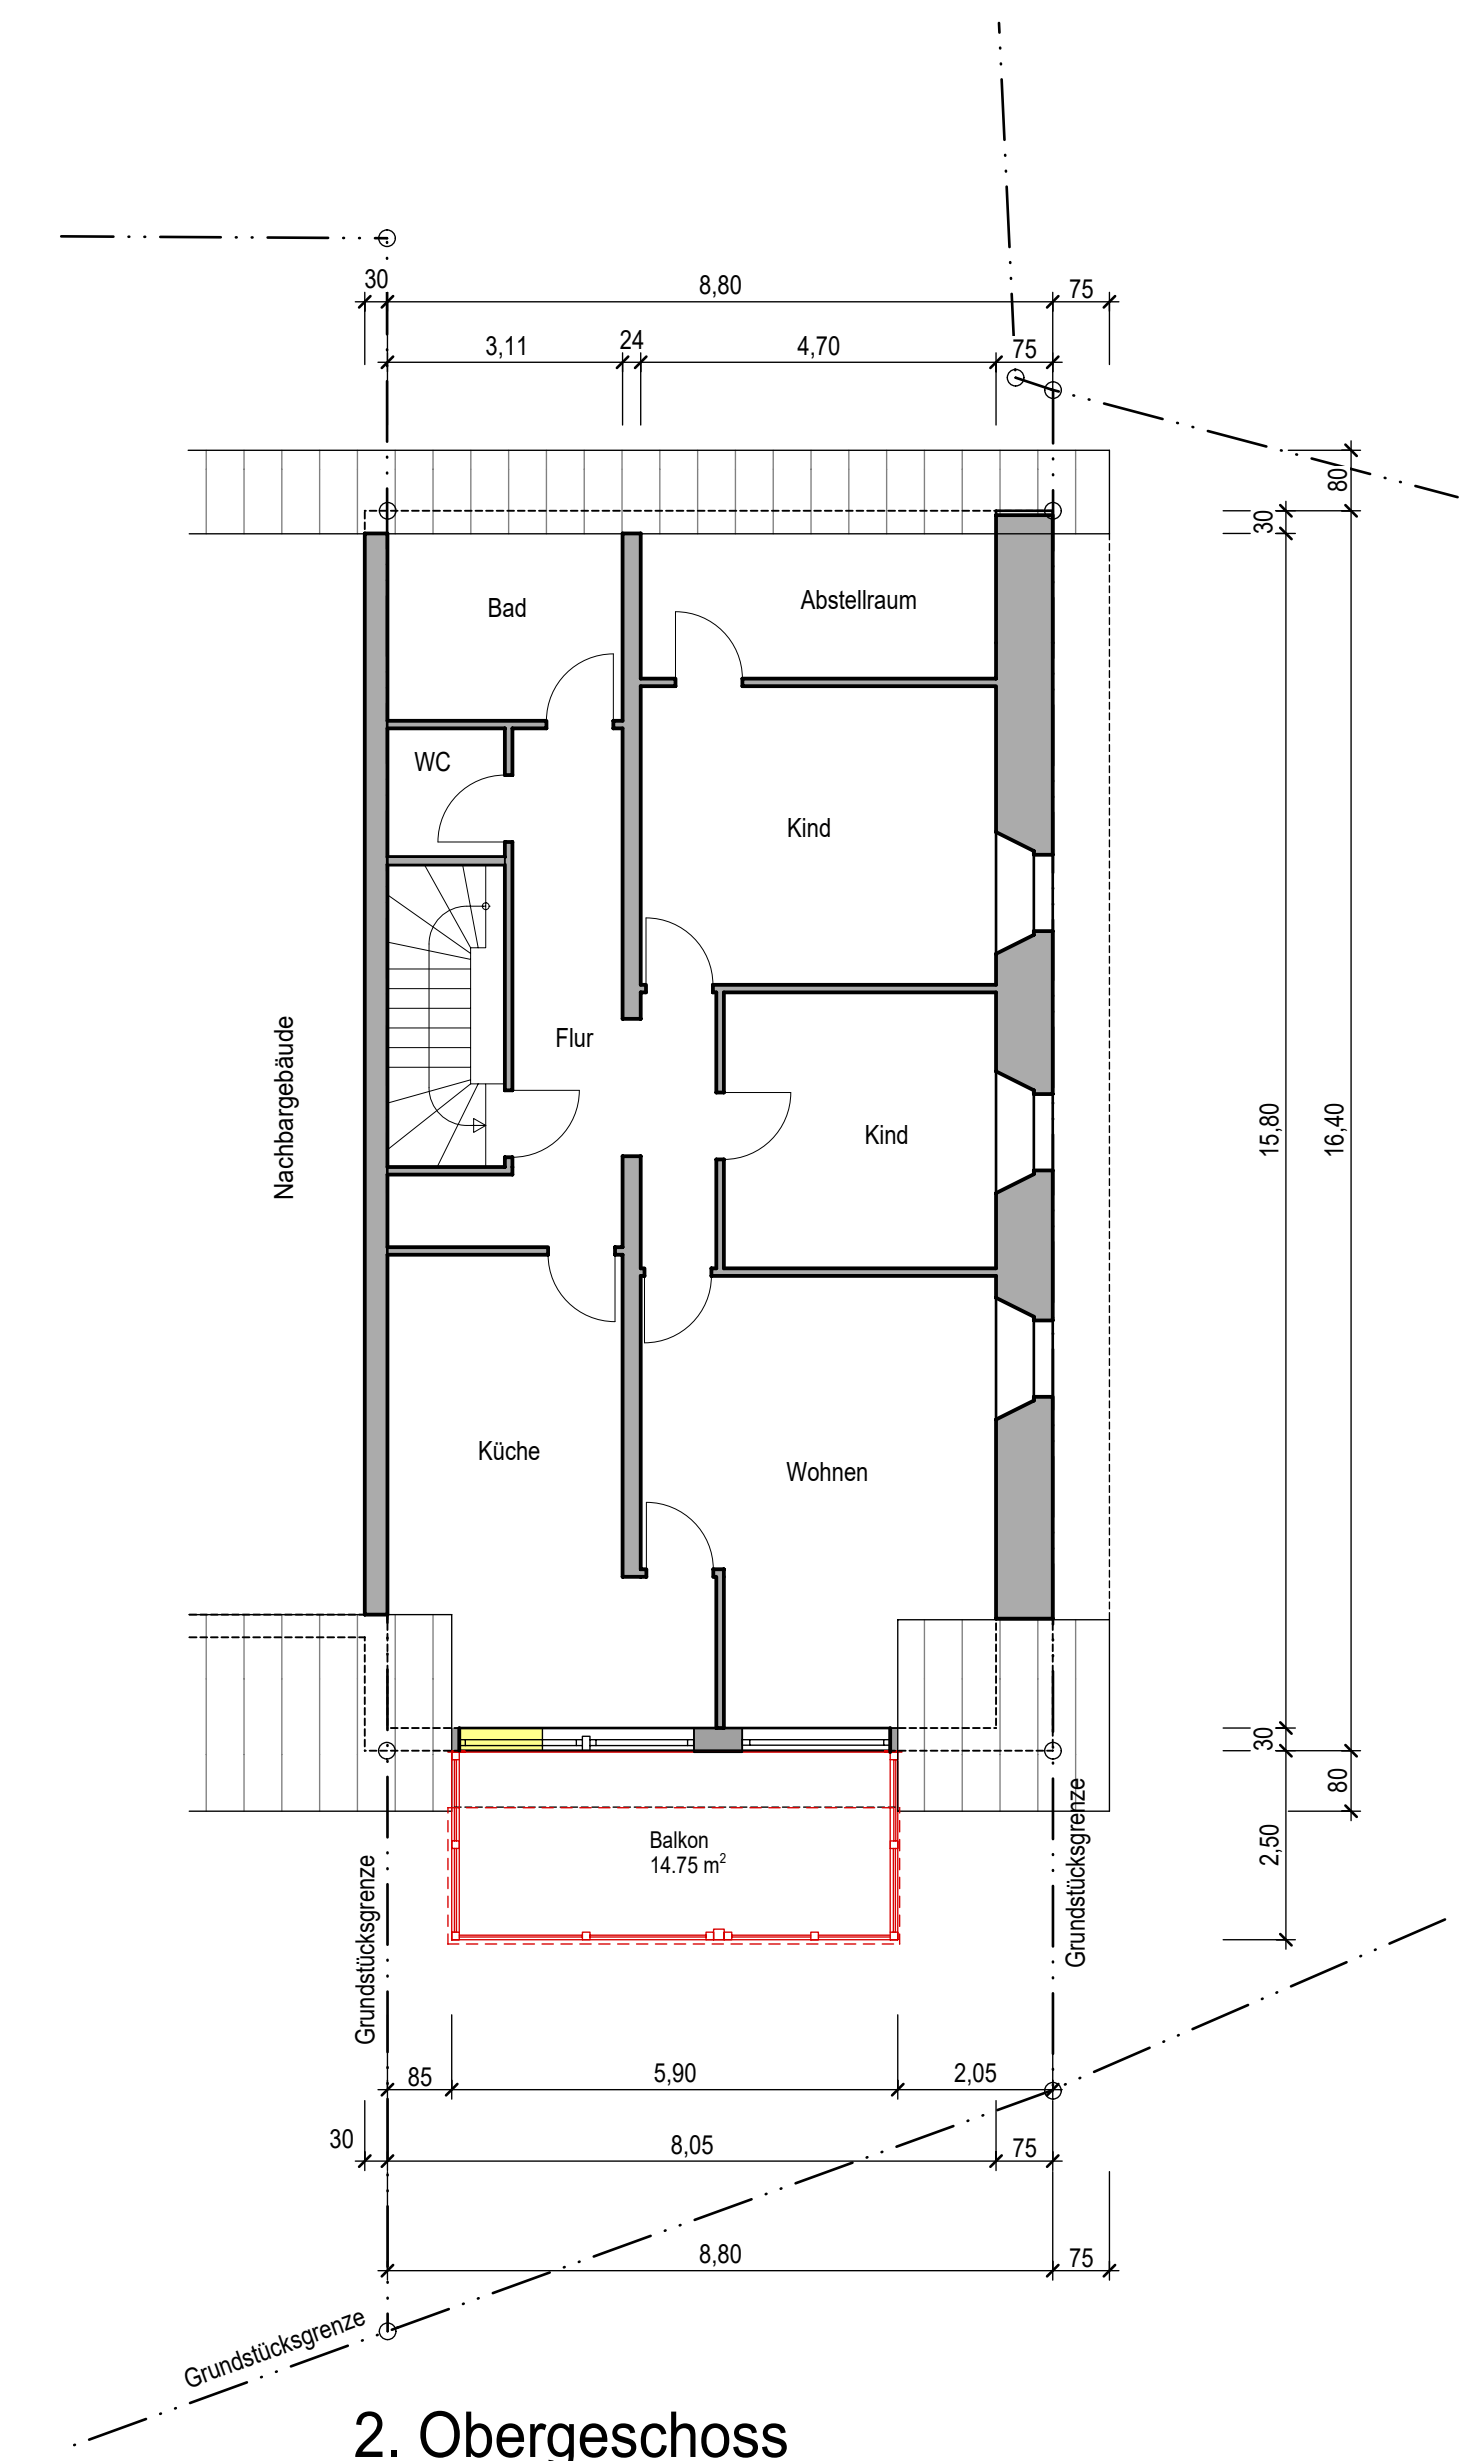 30
8,80
75
3,11
24
4,70
75
80
30
Bad
Abstellraum
WC
Kind
Flur
Nachbargebäude
Kind
15,80
16,40
Küche
Wohnen
30
80
Balkon
14.75 m²
2,50
Grundstücksgrenze
Grundstücksgrenze
85
5,90
2,05
30
8,05
75
8,80
75
Grundstücksgrenze
2. Obergeschoss